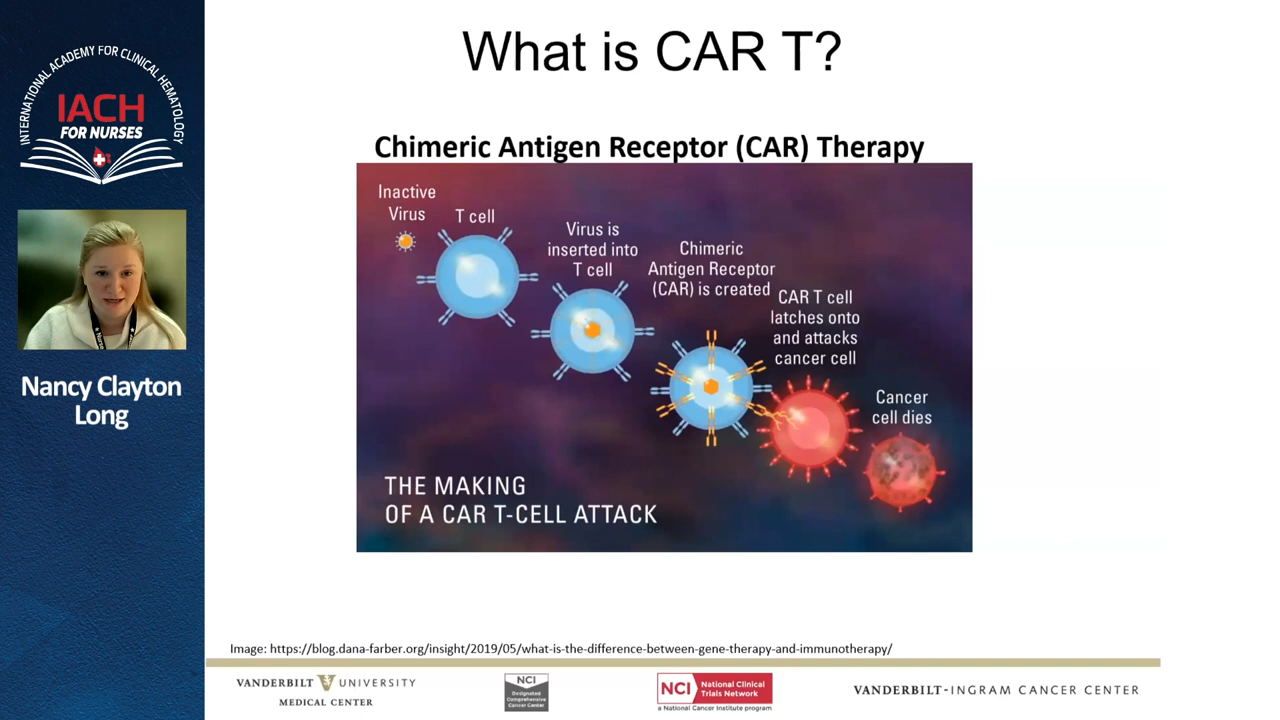 INTERNATIONAL ACADEMY FOR CLINICAL HEMATOLOGY
IACH
FOR NURSES
Nancy Clayton
Long
What is CAR T?
Chimeric Antigen Receptor (CAR) Therapy
Inactive
Virus
T cell
Virus is
inserted into
T cell
Chimeric
Antigen Receptor
(CAR) is created
CAR T cell
latches onto
and attacks
cancer cell
Cancer
cell dies
THE MAKING
OF A CAR T-CELL ATTACK
Image: https://blog.dana-farber.org/insight/2019/05/what-is-the-difference-between-gene-therapy-and-immunotherapy/
VANDERBILT UNIVERSITY
MEDICAL CENTER
NCI
Designated
Comprehensive
Cancer Center
NCI
National Clinical
Trials Network
a National Cancer Institute program
VANDERBILT-INGRAM CANCER CENTER